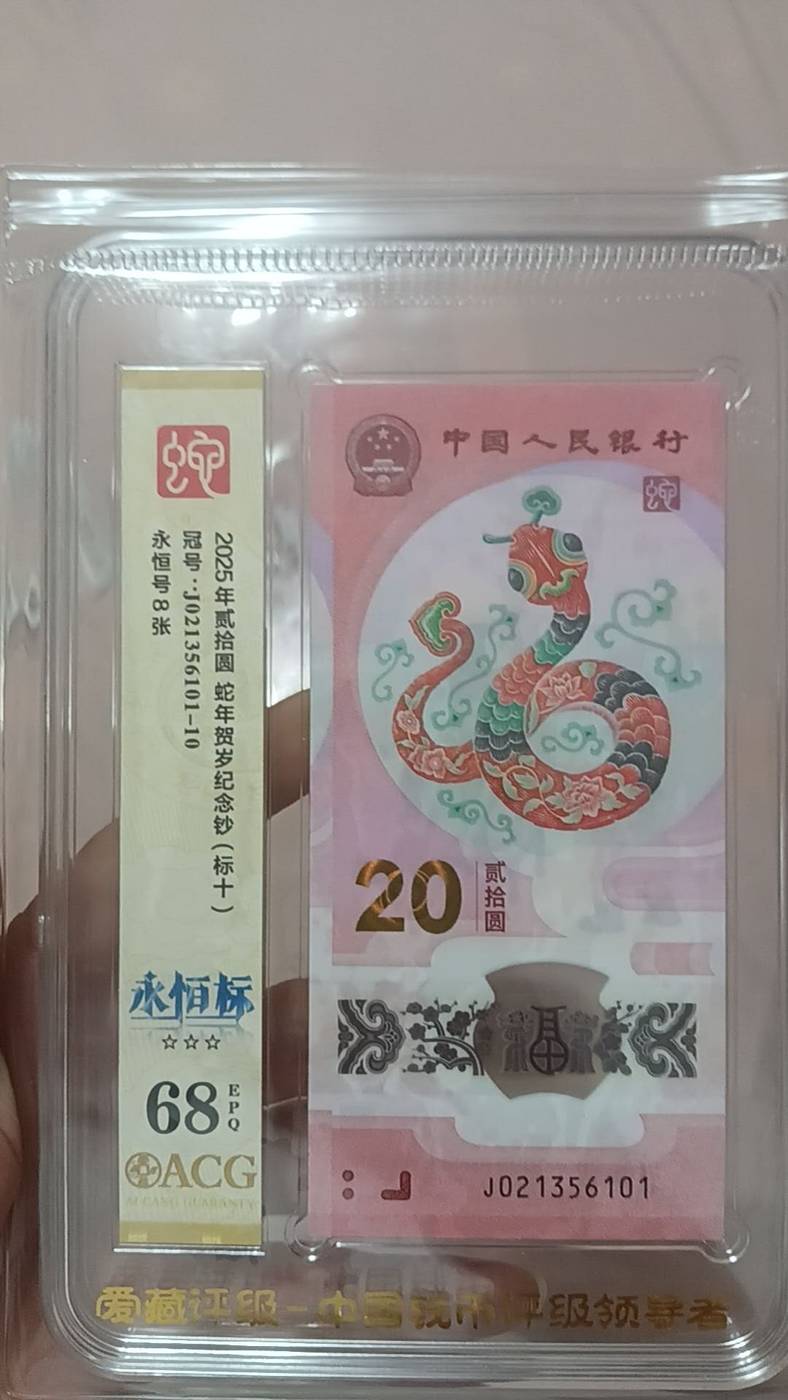 蛇
2025年贰拾圆 蛇年贺岁纪念钞(标十)
冠号:J021356101-10
永恒号8张
永恒标
☆☆☆
68
EPQ
ACG
AI CANG GUARANTY
中国人民银行
蛇
20
贰拾圆
福
J021356101
爱藏评级-中国钱币评级领导者